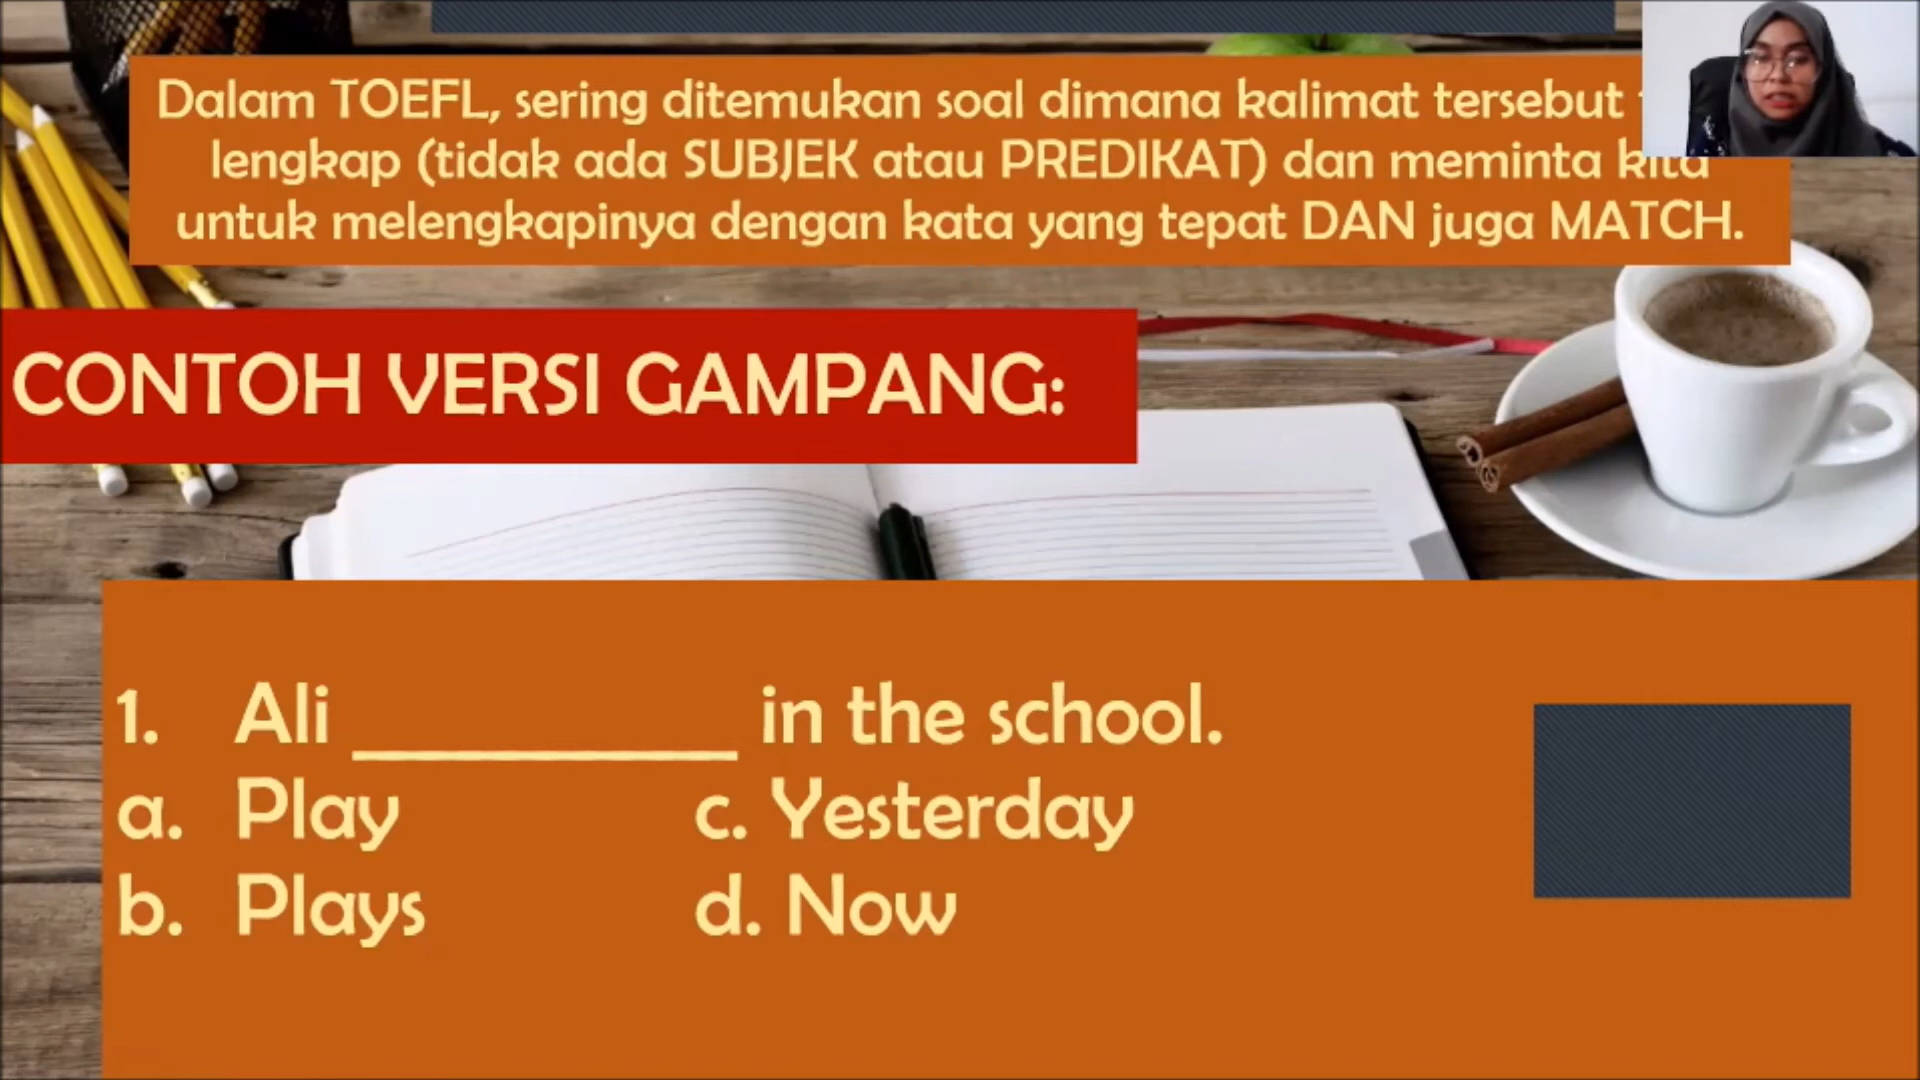 Dalam TOEFL, sering ditemukan soal dimana kalimat tersebut
lengkap (tidak ada SUBJEK atau PREDIKAT) dan meminta kita
untuk melengkapinya dengan kata yang tepat DAN juga MATCH.
CONTOH VERSI GAMPANG:
1. Ali __________ in the school.
a. Play c. Yesterday
b. Plays d. Now